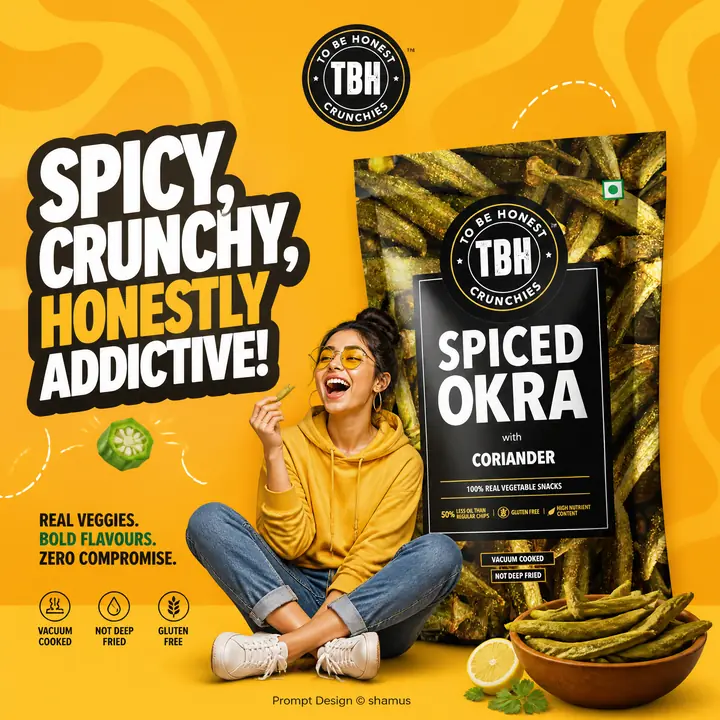 TO BE HONEST
TBH
CRUNCHIES
TM
SPICY,
CRUNCHY,
HONESTLY
ADDICTIVE!
TO BE HONEST
TBH
CRUNCHIES
TM
SPICED
OKRA
with
CORIANDER
100% REAL VEGETABLE SNACKS
50% LESS OIL THAN
REGULAR CHIPS
GLUTEN FREE
HIGH NUTRIENT
CONTENT
VACUUM COOKED
NOT DEEP FRIED
REAL VEGGIES.
BOLD FLAVOURS.
ZERO COMPROMISE.
VACUUM
COOKED
NOT DEEP
FRIED
GLUTEN
FREE
Prompt Design © shamus